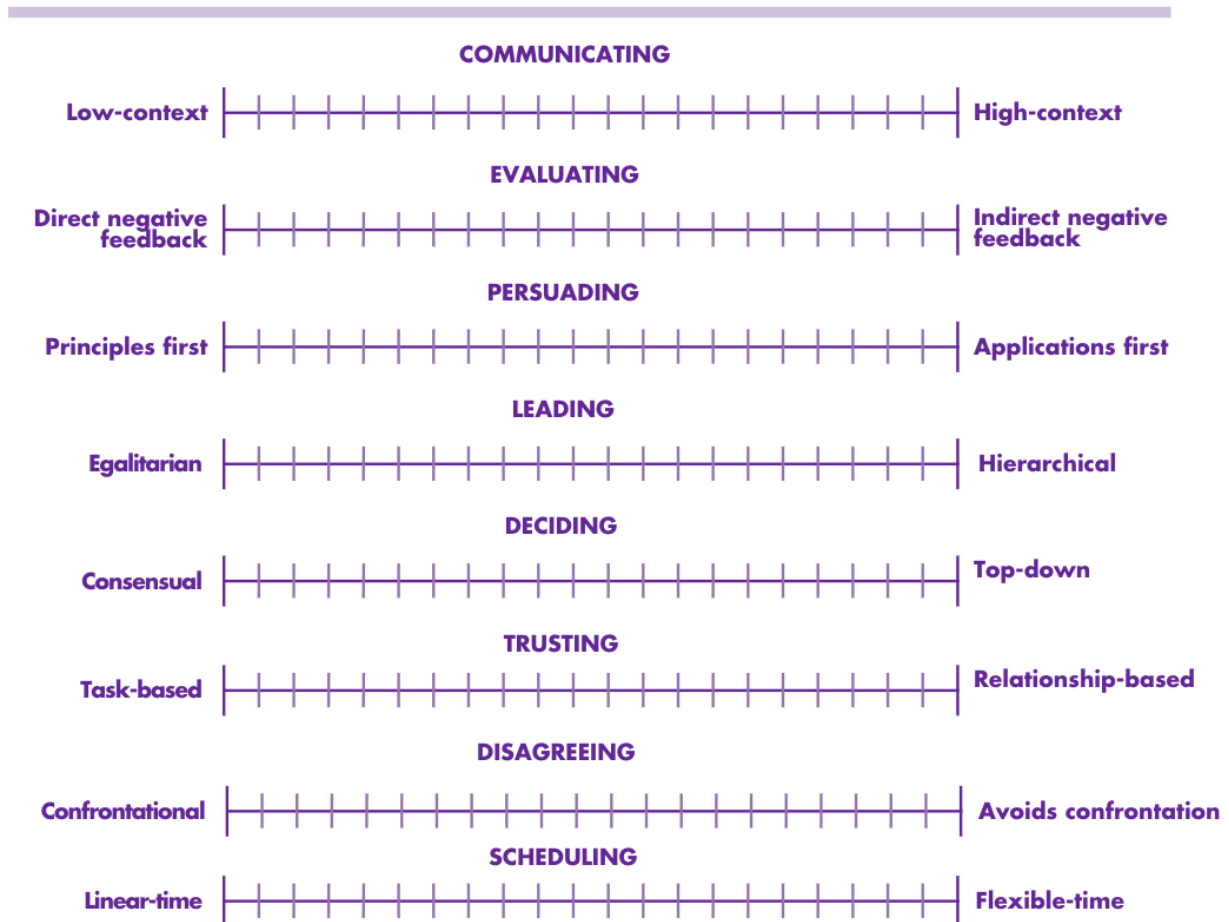 COMMUNICATING
Low-context
High-context
EVALUATING
Direct negative
feedback
Indirect negative
feedback
PERSUADING
Principles first
Applications first
LEADING
Egalitarian
Hierarchical
DECIDING
Consensual
Top-down
TRUSTING
Task-based
Relationship-based
DISAGREEING
Confrontational
Avoids confrontation
SCHEDULING
Linear-time
Flexible-time